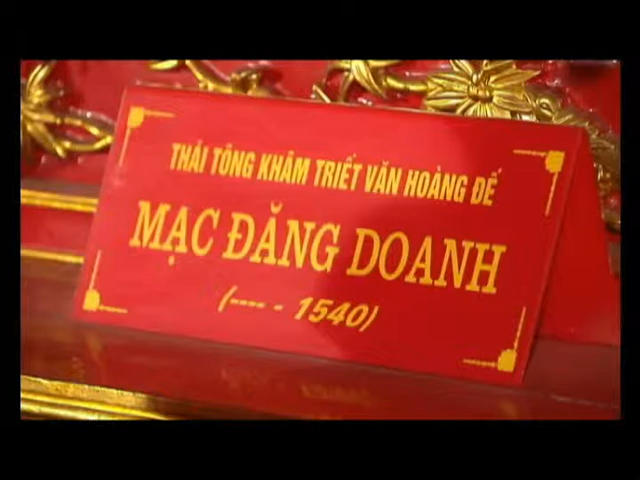 THÁI TÔNG KHÂM TRIẾT VĂN HOÀNG ĐẾ
MẠC ĐĂNG DOANH
(---- - 1540)